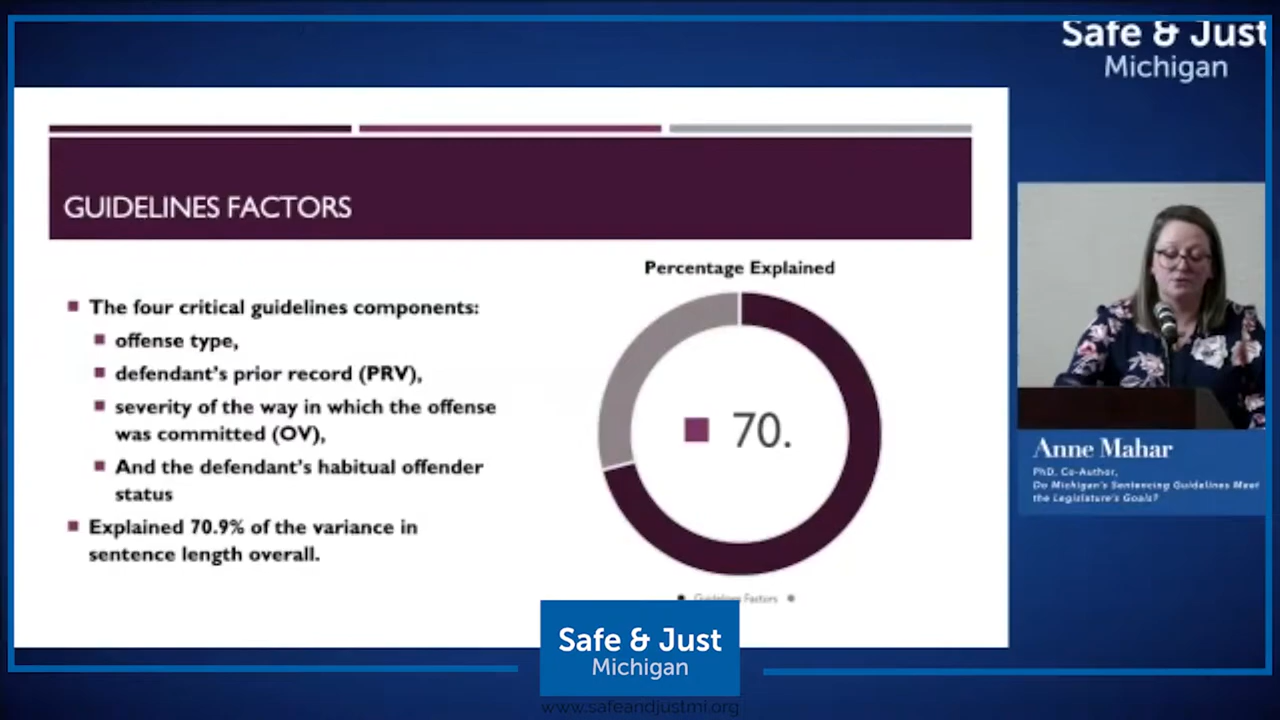 Safe & Just
Michigan
GUIDELINES FACTORS
The four critical guidelines components:
offense type,
defendant's prior record (PRV),
severity of the way in which the offense
was committed (OV),
And the defendant's habitual offender
status
Explained 70.9% of the variance in
sentence length overall.
Percentage Explained
70.
Guidelines Factors
Anne Mahar
PhD, Co-Author,
Do Michigan's Sentencing Guidelines Meet
the Legislature's Goals?
Safe & Just
Michigan
www.safeandjustmi.org